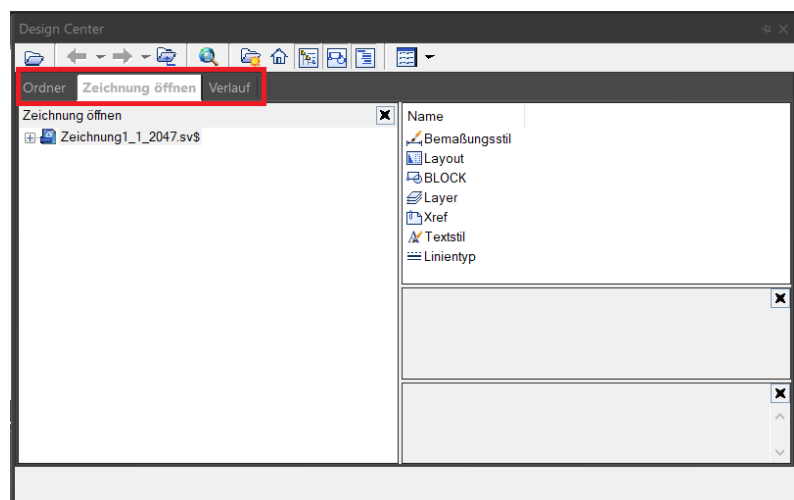 Design Center
Ordner Zeichnung öffnen Verlauf
Zeichnung öffnen
Zeichnung1_1_2047.sv$
Name
Bemaßungsstil
Layout
BLOCK
Layer
Xref
Textstil
Linientyp